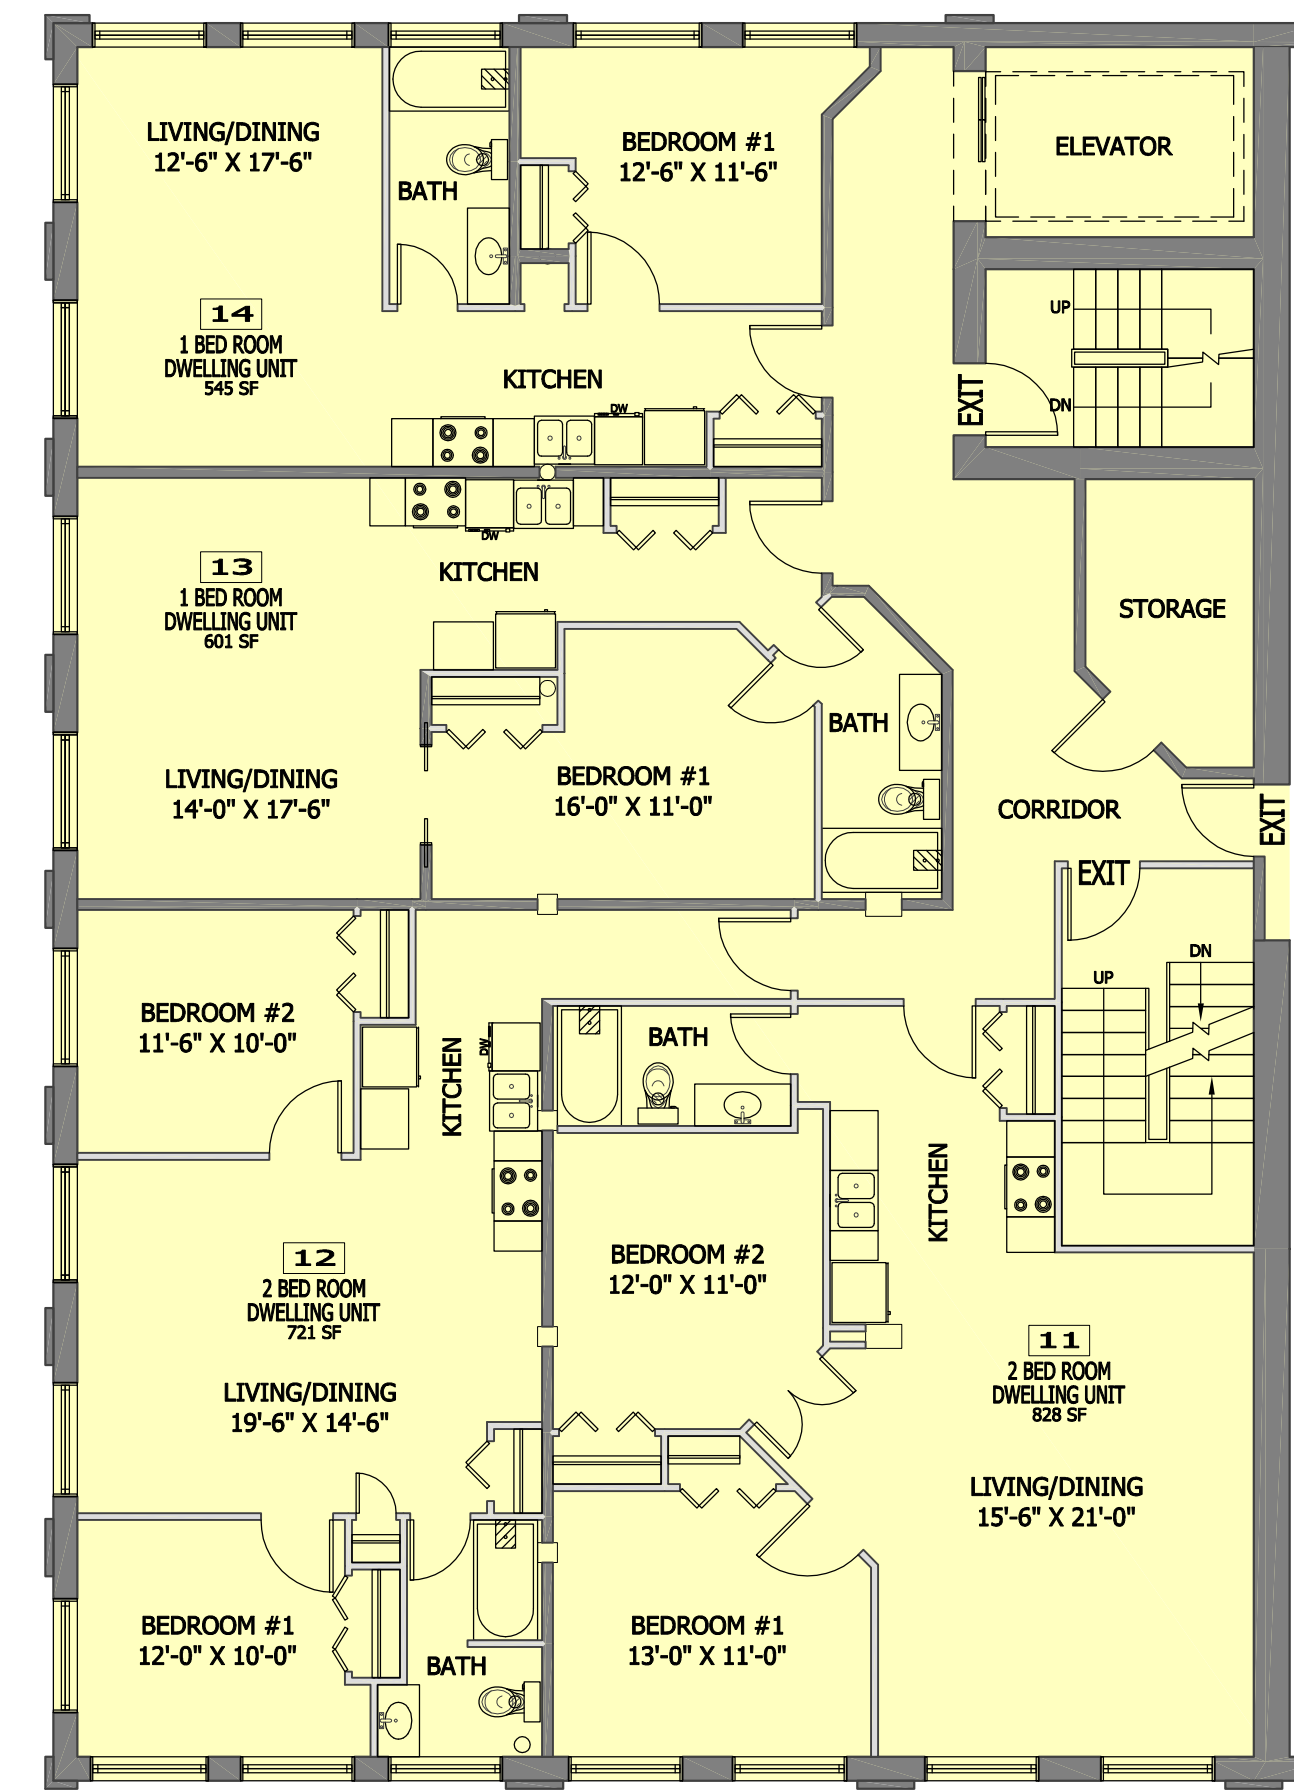 LIVING/DINING
12'-6" X 17'-6"
BATH
BEDROOM #1
12'-6" X 11'-6"
ELEVATOR
14
1 BED ROOM
DWELLING UNIT
545 SF
KITCHEN
DW
UP
DN
EXIT
13
1 BED ROOM
DWELLING UNIT
601 SF
DW
KITCHEN
STORAGE
LIVING/DINING
14'-0" X 17'-6"
BEDROOM #1
16'-0" X 11'-0"
BATH
CORRIDOR
EXIT
EXIT
BEDROOM #2
11'-6" X 10'-0"
KITCHEN
DW
BATH
UP
DN
KITCHEN
12
2 BED ROOM
DWELLING UNIT
721 SF
LIVING/DINING
19'-6" X 14'-6"
BEDROOM #2
12'-0" X 11'-0"
11
2 BED ROOM
DWELLING UNIT
828 SF
LIVING/DINING
15'-6" X 21'-0"
BEDROOM #1
12'-0" X 10'-0"
BATH
BEDROOM #1
13'-0" X 11'-0"